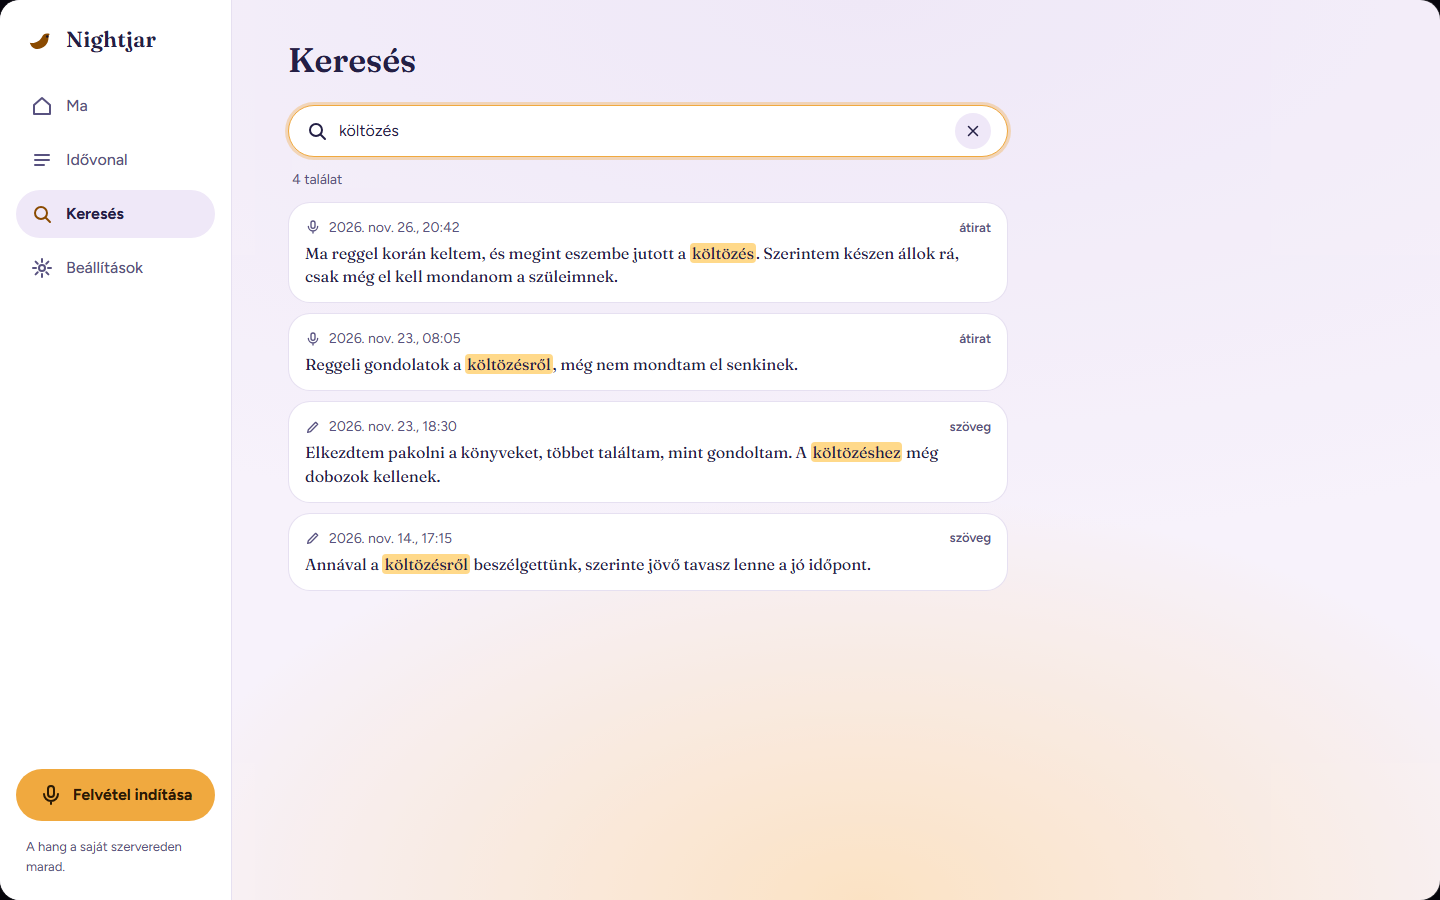 Nightjar
Ma
Idővonal
Keresés
Beállítások
Felvétel indítása
A hang a saját szervereden
marad.
Keresés
költözés
4 találat
2026. nov. 26., 20:42
átirat
Ma reggel korán keltem, és megint eszembe jutott a költözés. Szerintem készen állok rá,
csak még el kell mondanom a szüleimnek.
2026. nov. 23., 08:05
átirat
Reggeli gondolatok a költözésről, még nem mondtam el senkinek.
2026. nov. 23., 18:30
szöveg
Elkezdtem pakolni a könyveket, többet találtam, mint gondoltam. A költözéshez még
dobozok kellenek.
2026. nov. 14., 17:15
szöveg
Annával a költözésről beszélgettünk, szerinte jövő tavasz lenne a jó időpont.